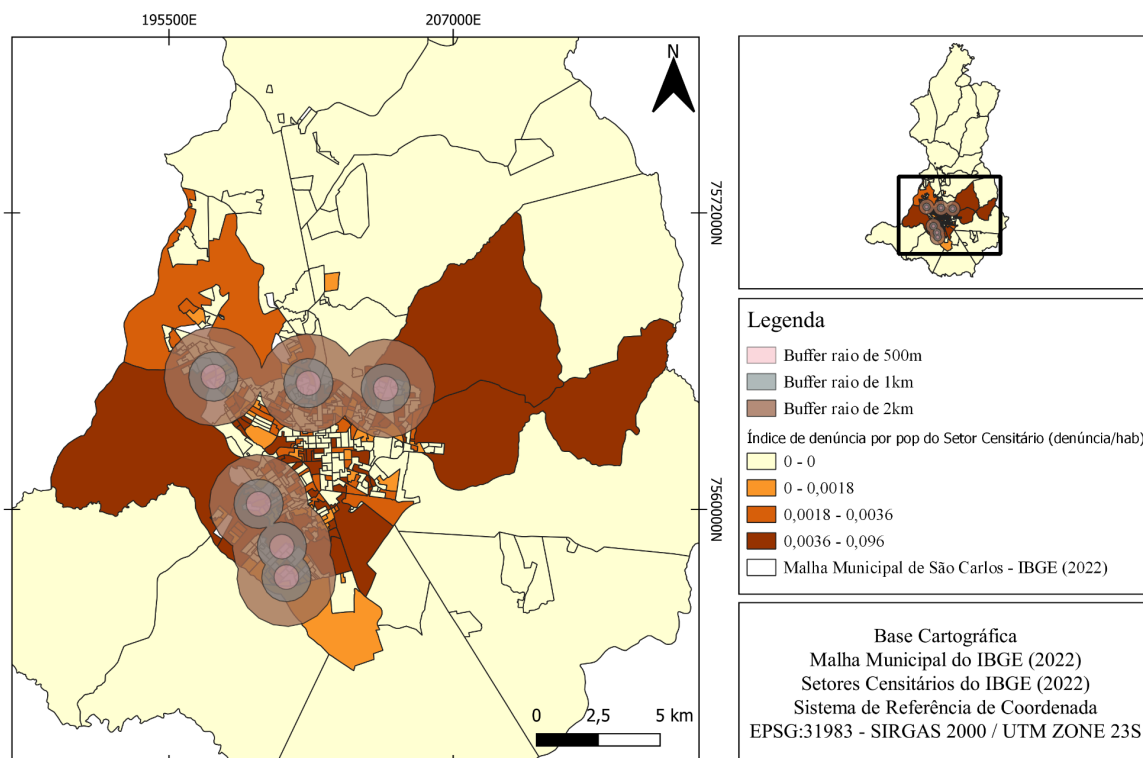 195500E
207000E
N
7572000N
7560000N
0
2,5
5 km
Legenda
Buffer raio de 500m
Buffer raio de 1km
Buffer raio de 2km
Índice de denúncia por pop do Setor Censitário (denúncia/hab)
0 - 0
0 - 0,0018
0,0018 - 0,0036
0,0036 - 0,096
Malha Municipal de São Carlos - IBGE (2022)
Base Cartográfica
Malha Municipal do IBGE (2022)
Setores Censitários do IBGE (2022)
Sistema de Referência de Coordenada
EPSG:31983 - SIRGAS 2000 / UTM ZONE 23S